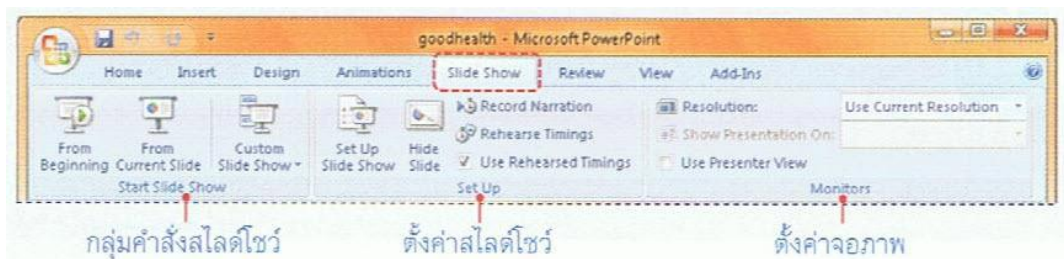 goodhealth - Microsoft PowerPoint
Home Insert Design Animations Slide Show Review View Add-Ins
From Beginning
From Current Slide
Custom Slide Show
Start Slide Show
Set Up Slide Show
Hide Slide
Record Narration
Rehearse Timings
Use Rehearsed Timings
Set Up
Resolution: Use Current Resolution
Show Presentation On:
Use Presenter View
Monitors
กลุ่มคำสั่งสไลด์โชว์ ตั้งค่าสไลด์โชว์ ตั้งค่าจอภาพ